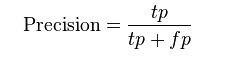 Precision = tp / (tp + fp)